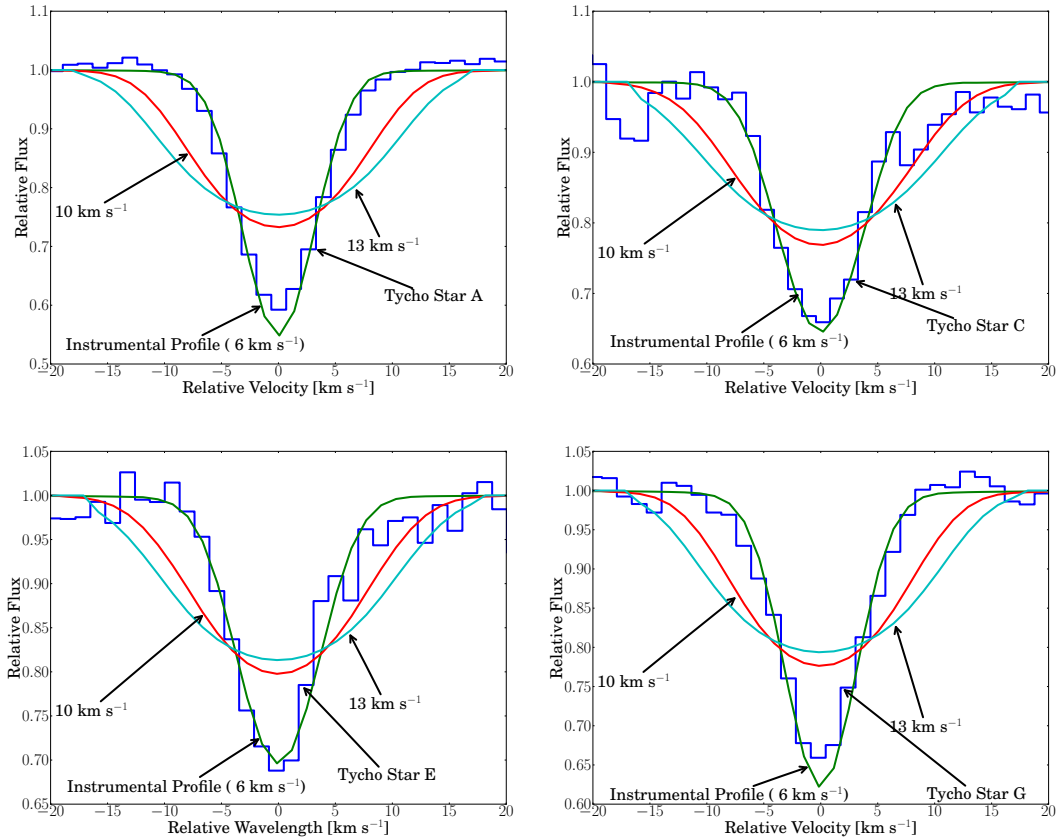 1.1
1.0
0.9
0.8
0.7
0.6
0.5
Relative Flux
10 km s⁻¹
13 km s⁻¹
Tycho Star A
Instrumental Profile ( 6 km s⁻¹)
−20 −15 −10 −5 0 5 10 15 20
Relative Velocity [km s⁻¹]
1.1
1.0
0.9
0.8
0.7
0.6
Relative Flux
10 km s⁻¹
13 km s⁻¹
Tycho Star C
Instrumental Profile ( 6 km s⁻¹)
−20 −15 −10 −5 0 5 10 15 20
Relative Velocity [km s⁻¹]
1.05
1.00
0.95
0.90
0.85
0.80
0.75
0.70
0.65
Relative Flux
10 km s⁻¹
13 km s⁻¹
Tycho Star E
Instrumental Profile ( 6 km s⁻¹)
−20 −15 −10 −5 0 5 10 15 20
Relative Wavelength [km s⁻¹]
1.05
1.00
0.95
0.90
0.85
0.80
0.75
0.70
0.65
0.60
Relative Flux
10 km s⁻¹
13 km s⁻¹
Instrumental Profile ( 6 km s⁻¹)
Tycho Star G
−20 −15 −10 −5 0 5 10 15 20
Relative Velocity [km s⁻¹]